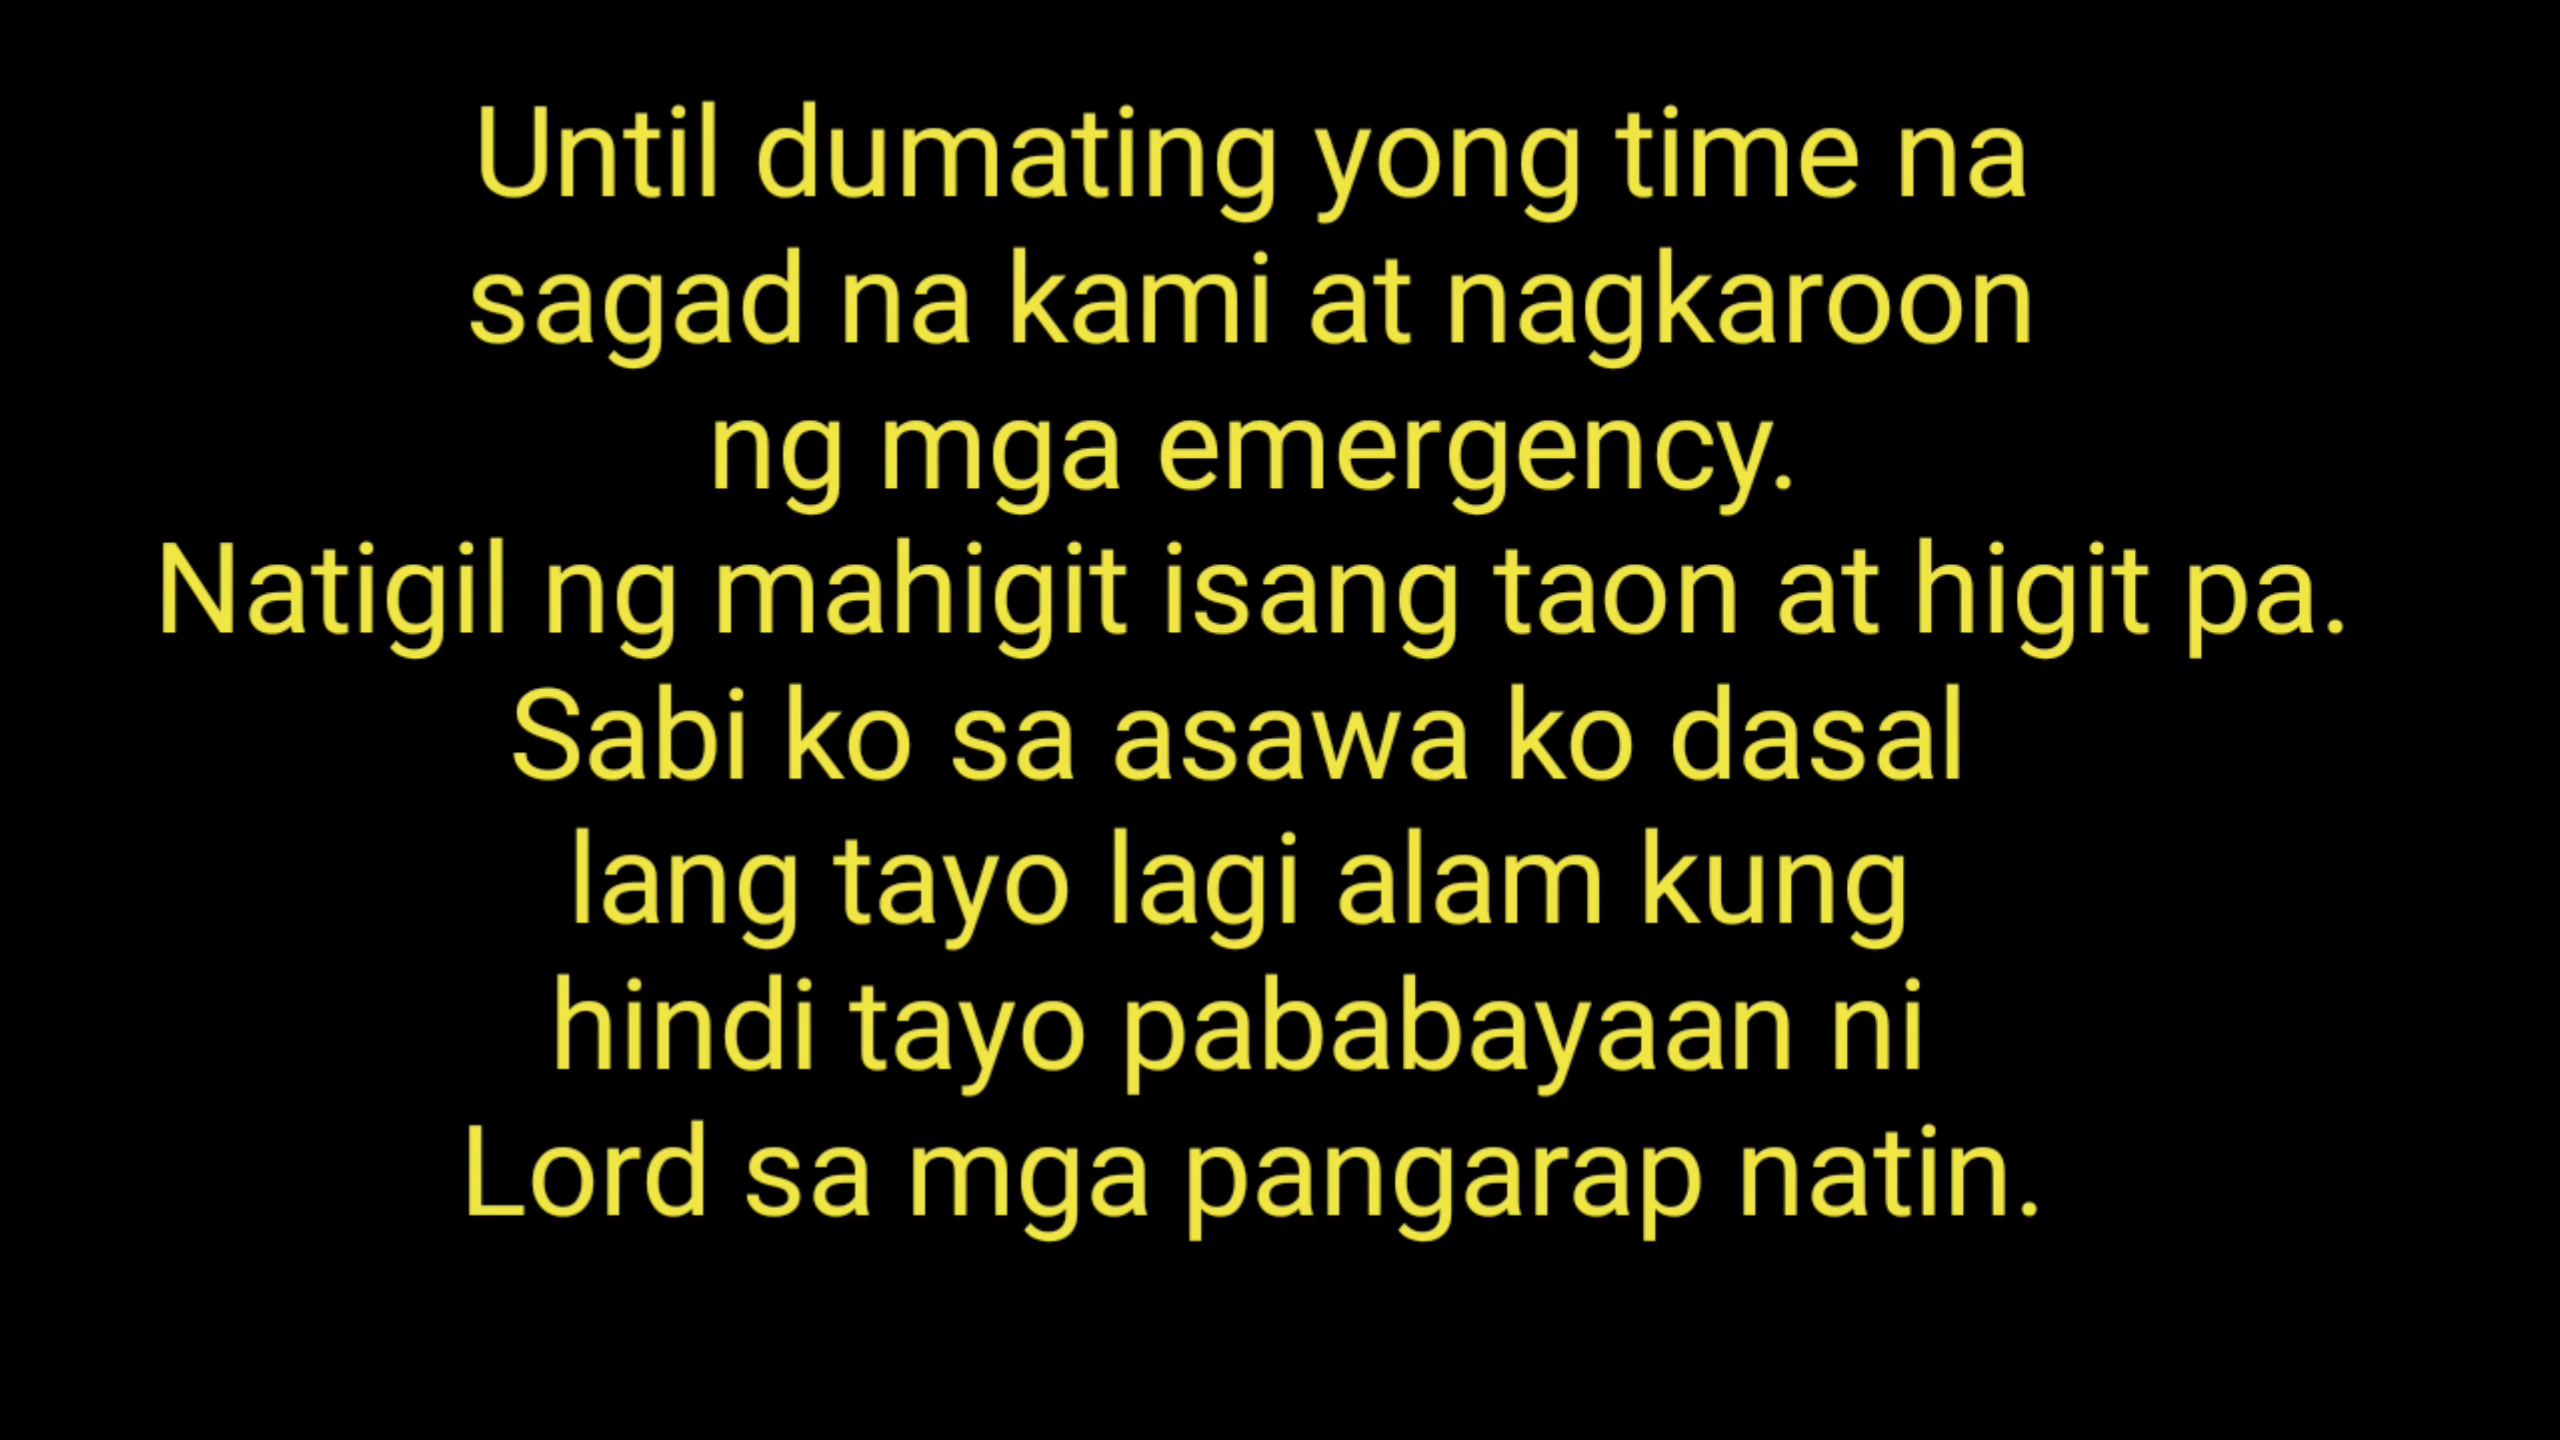 Until dumating yong time na
sagad na kami at nagkaroon
ng mga emergency.
Natigil ng mahigit isang taon at higit pa.
Sabi ko sa asawa ko dasal
lang tayo lagi alam kung
hindi tayo pababayaan ni
Lord sa mga pangarap natin.